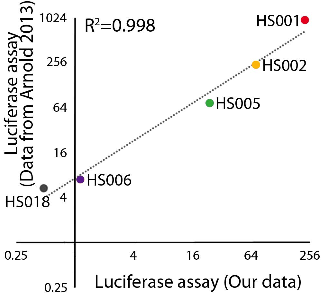 1024
R²=0.998
HS001
256
HS002
64
HS005
16
HS006
4
HS018
0.25
4
16
64
256
0.25
Luciferase assay
(Data from Arnold 2013)
Luciferase assay (Our data)